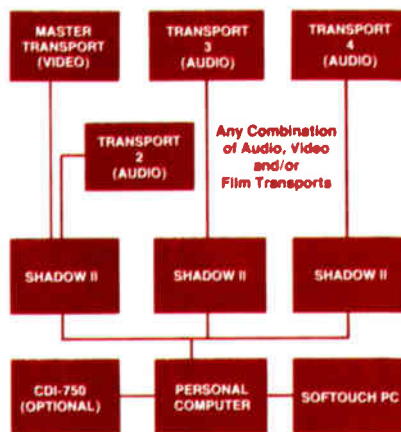 MASTER
TRANSPORT
(VIDEO)
TRANSPORT
3
(AUDIO)
TRANSPORT
4
(AUDIO)
TRANSPORT
2
(AUDIO)
Any Combination
of Audio, Video
and/or
Film Transports
SHADOW II
SHADOW II
SHADOW II
CDI-750
(OPTIONAL)
PERSONAL
COMPUTER
SOFTOUCH PC